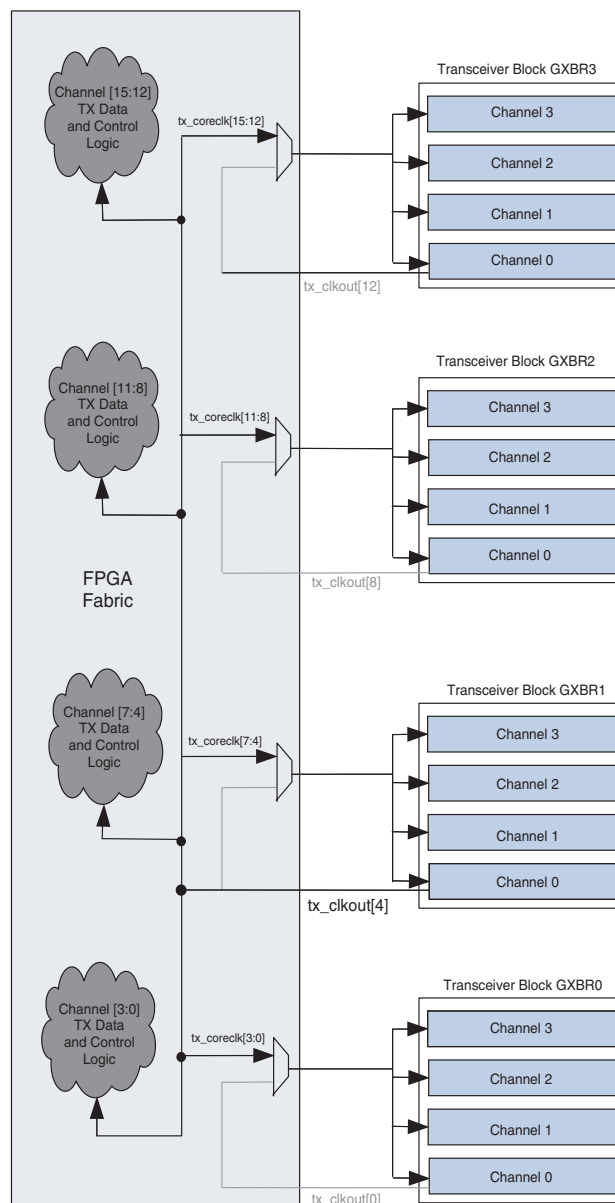 Transceiver Block GXBR3
Channel [15:12]
TX Data
and Control
Logic
tx_coreclk[15:12]
Channel 3
Channel 2
Channel 1
Channel 0
tx_clkout[12]
Transceiver Block GXBR2
Channel [11:8]
TX Data
and Control
Logic
tx_coreclk[11:8]
Channel 3
Channel 2
Channel 1
Channel 0
tx_clkout[8]
FPGA
Fabric
Transceiver Block GXBR1
Channel [7:4]
TX Data
and Control
Logic
tx_coreclk[7:4]
Channel 3
Channel 2
Channel 1
Channel 0
tx_clkout[4]
Transceiver Block GXBR0
Channel [3:0]
TX Data
and Control
Logic
tx_coreclk[3:0]
Channel 3
Channel 2
Channel 1
Channel 0
tx_clkout[0]